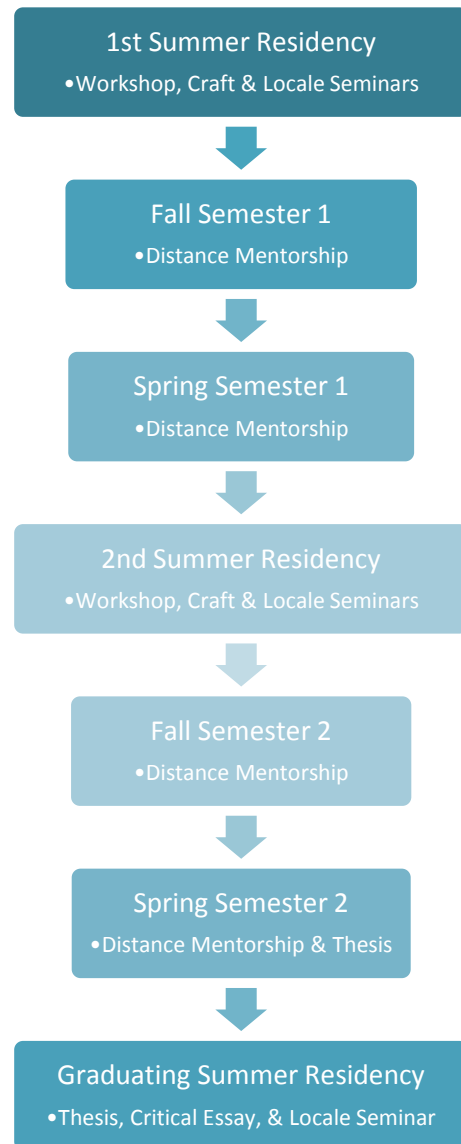 1st Summer Residency
•Workshop, Craft & Locale Seminars
Fall Semester 1
•Distance Mentorship
Spring Semester 1
•Distance Mentorship
2nd Summer Residency
•Workshop, Craft & Locale Seminars
Fall Semester 2
•Distance Mentorship
Spring Semester 2
•Distance Mentorship & Thesis
Graduating Summer Residency
•Thesis, Critical Essay, & Locale Seminar